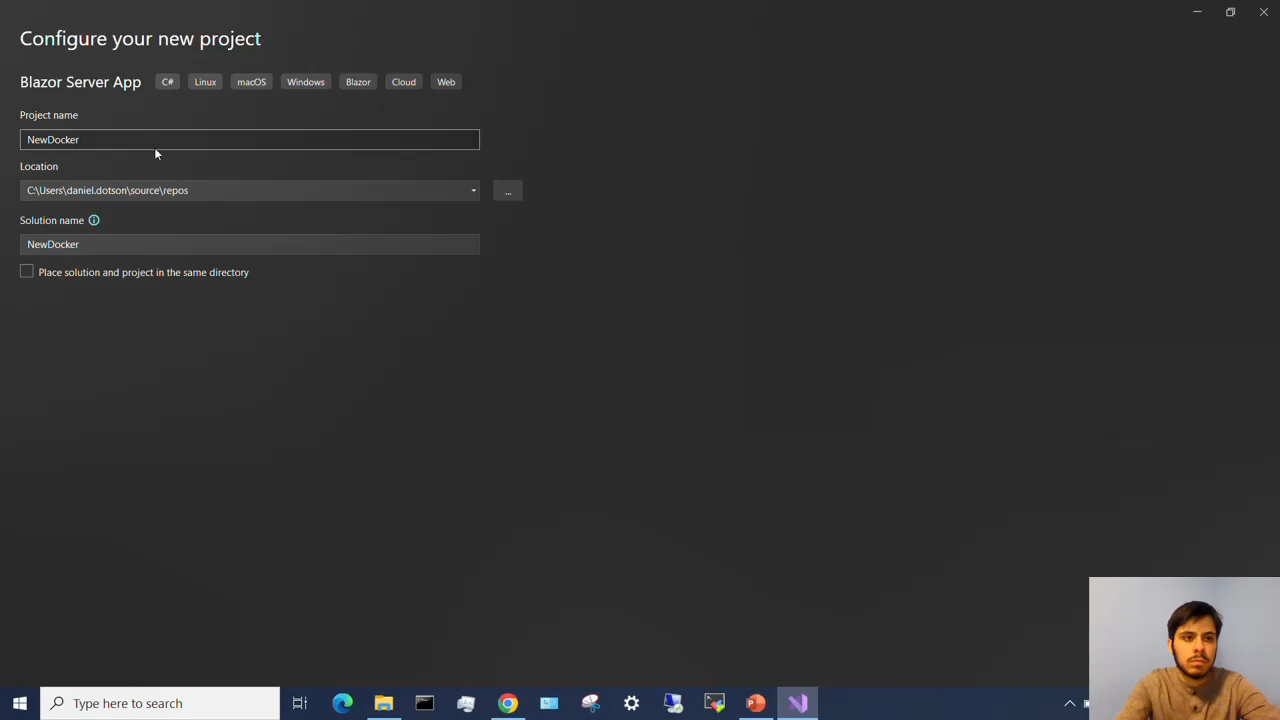 Configure your new project
Blazor Server App C# Linux macOS Windows Blazor Cloud Web
Project name
NewDocker
Location
C:\Users\daniel.dotson\source\repos
...
Solution name
NewDocker
Place solution and project in the same directory
Type here to search